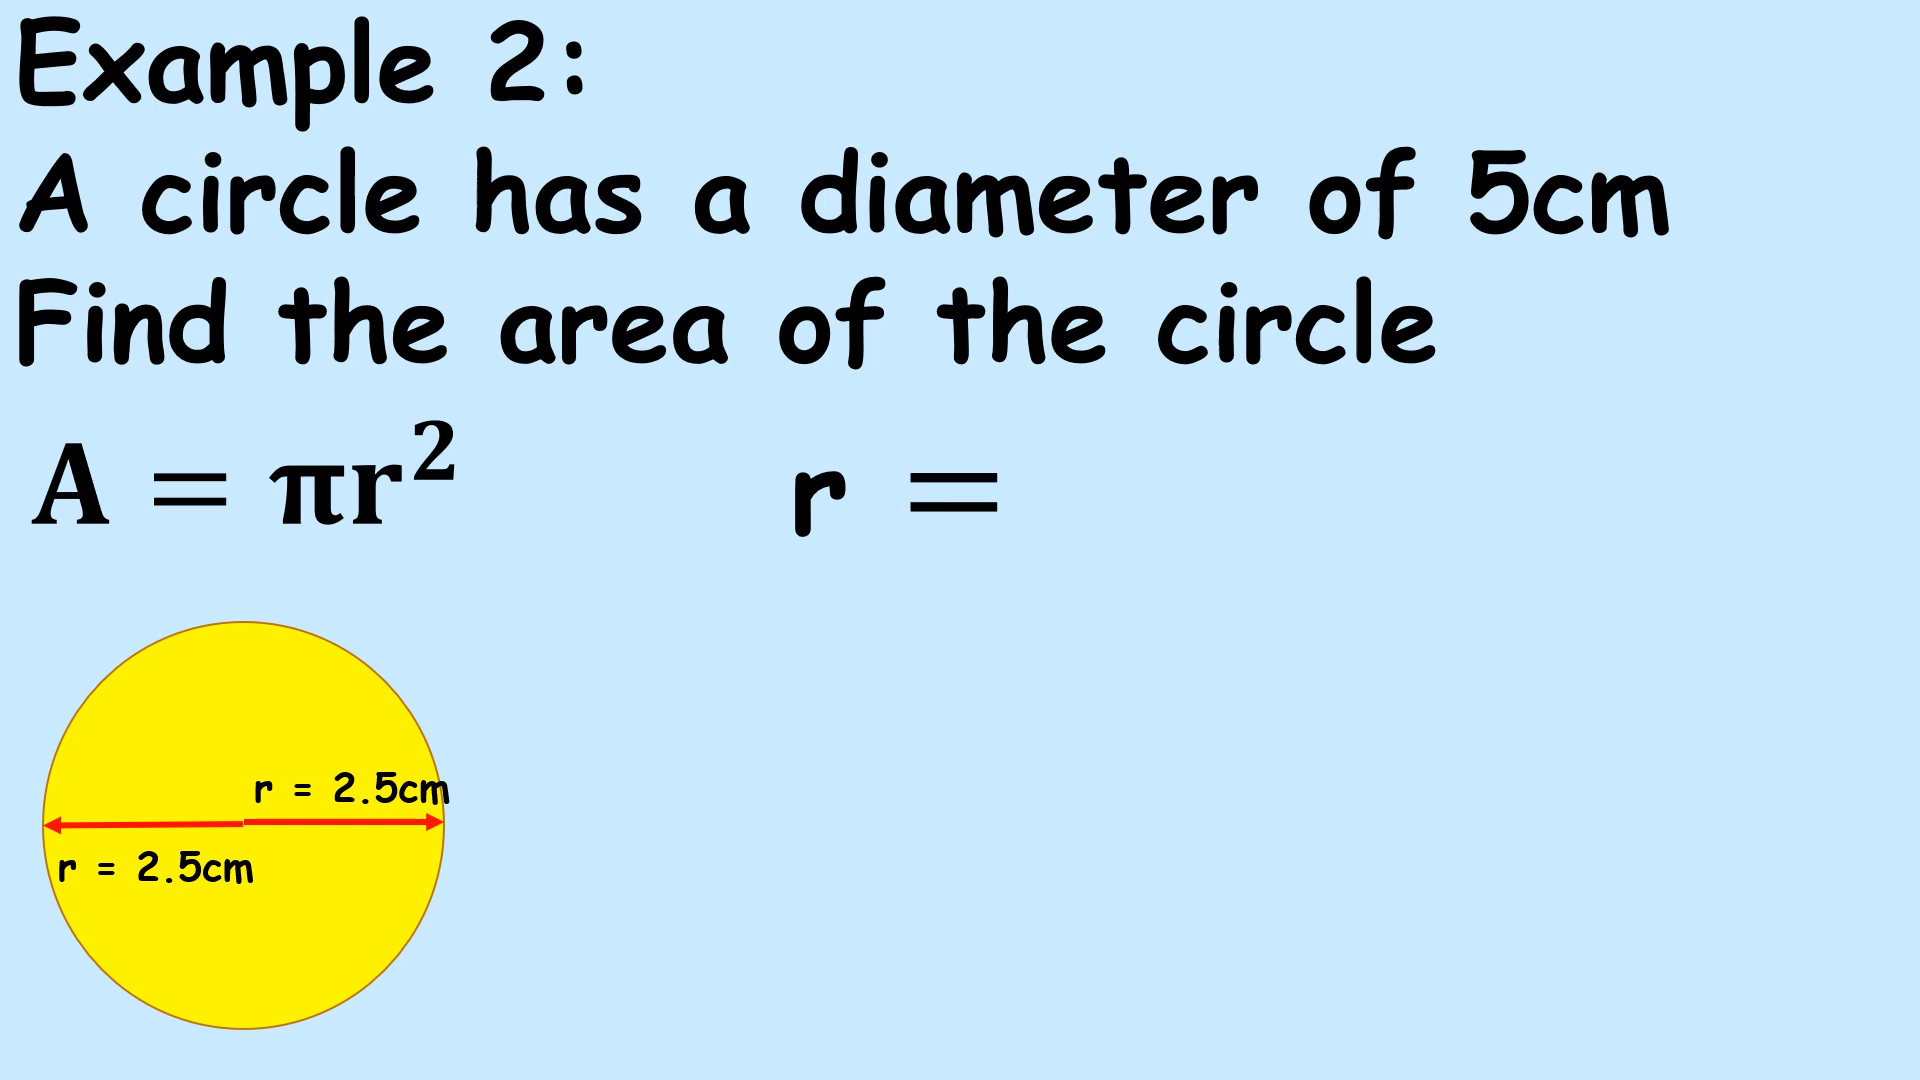 Example 2:
A circle has a diameter of 5cm
Find the area of the circle
A = πr² r =
r = 2.5cm
r = 2.5cm